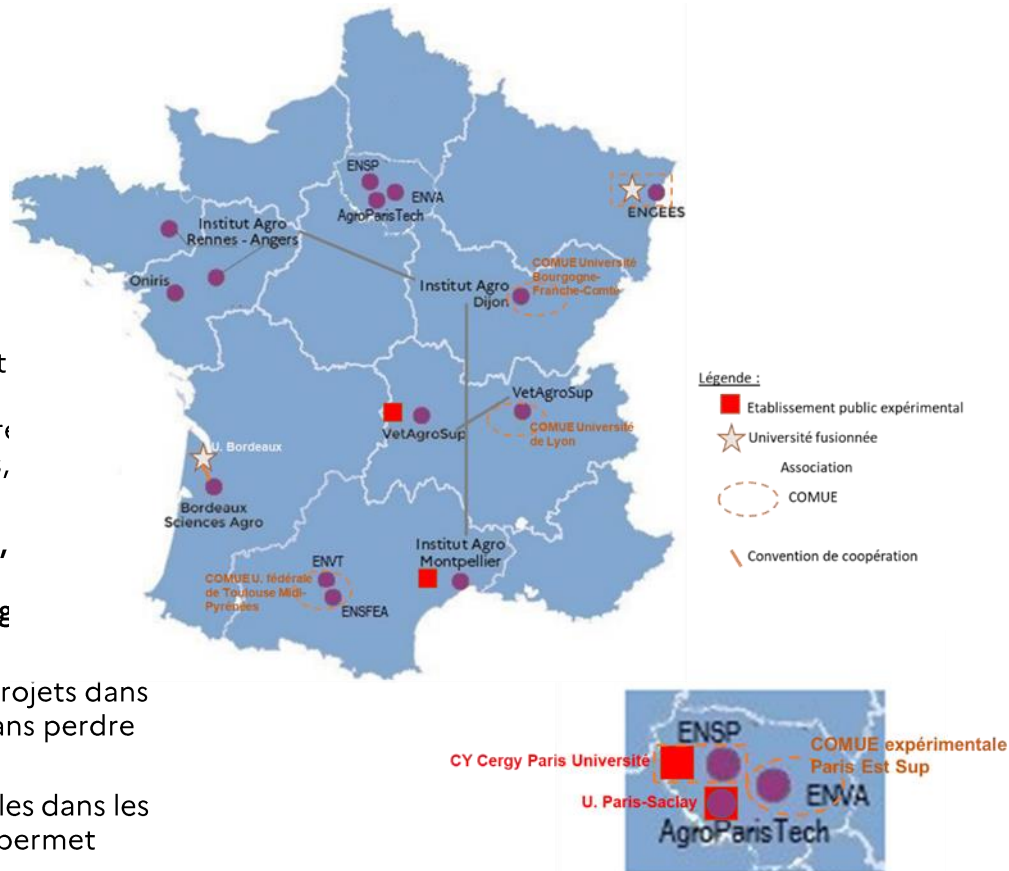 ENSP
ENVA
AgroParisTech
ENGEES
Institut Agro
Rennes - Angers
Oniris
COMUE Université
Bourgogne-
Franche-Comté
Institut Agro
Dijon
VetAgroSup
VetAgroSup
COMUE Université
de Lyon
U. Bordeaux
Bordeaux
Sciences Agro
Institut Agro
Montpellier
ENVT
COMUE U. fédérale
de Toulouse Midi-
Pyrénées
ENSFEA
Légende :
Etablissement public expérimental
Université fusionnée
Association
COMUE
Convention de coopération
rojets dans
ans perdre
les dans les
permet
ENSP
CY Cergy Paris Université
COMUE expérimentale
Paris Est Sup
ENVA
U. Paris-Saclay
AgroParisTech